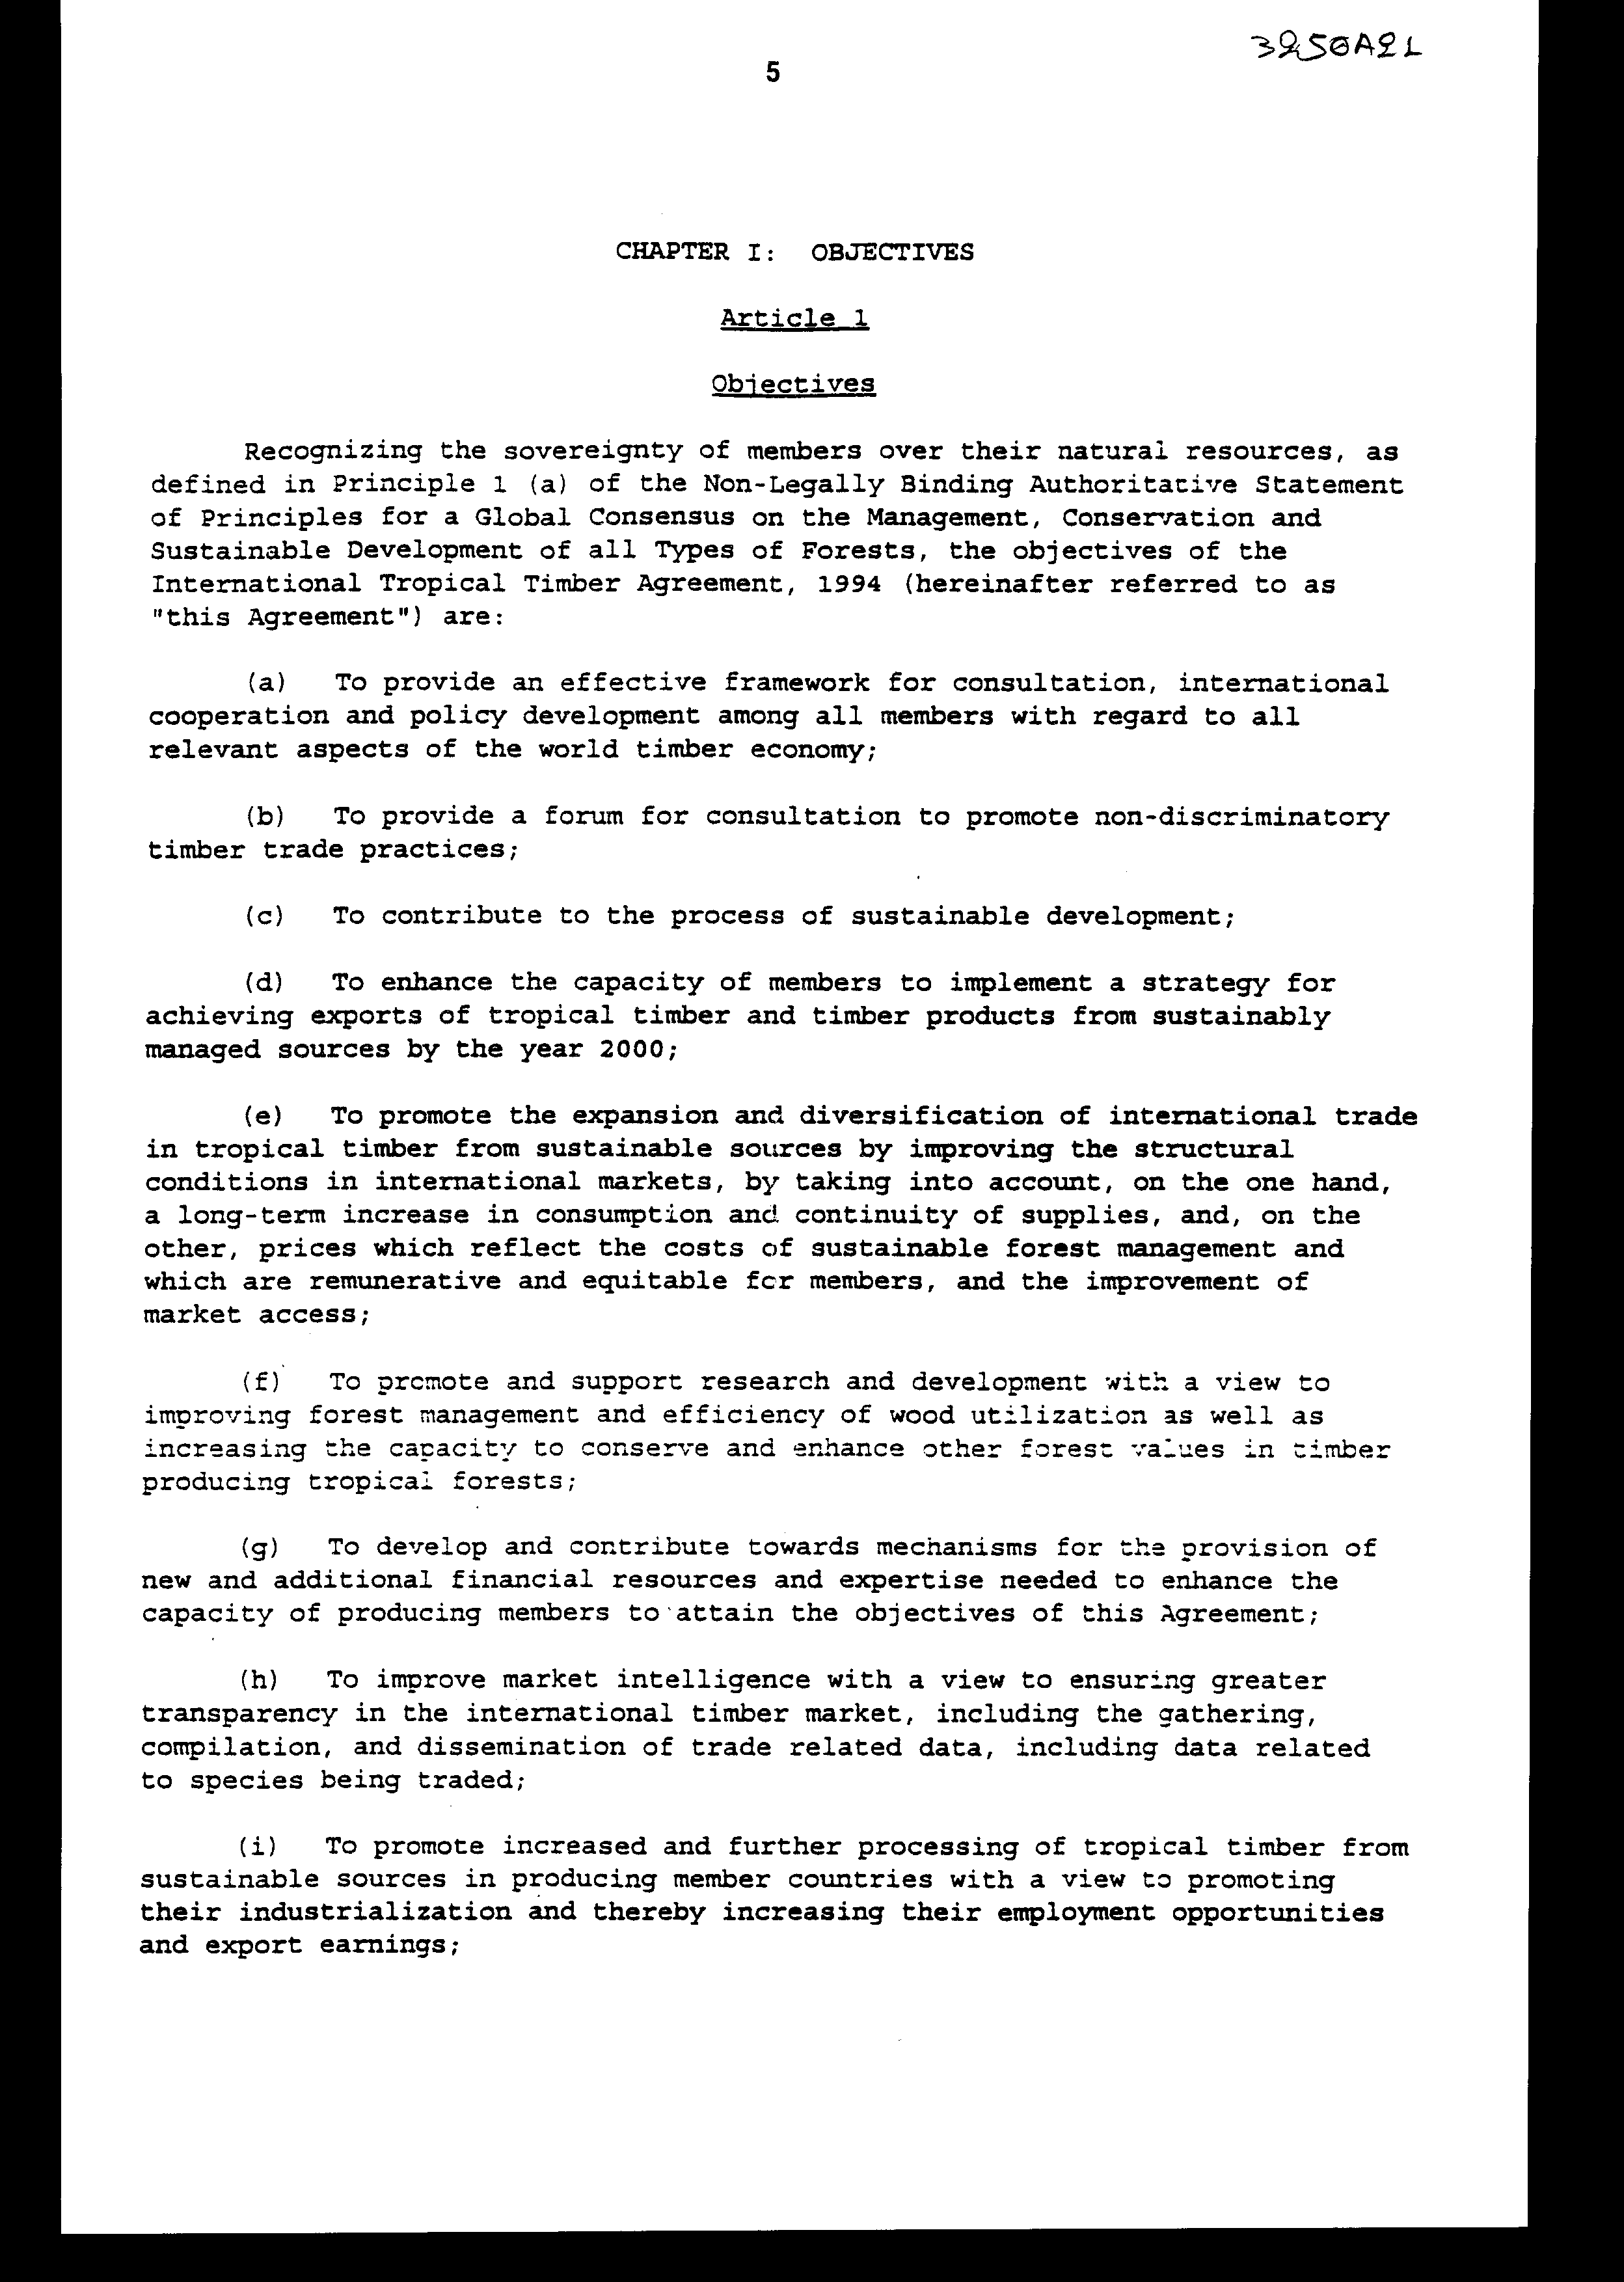 3250A21
5
CHAPTER I: OBJECTIVES
Article 1
Objectives
Recognizing the sovereignty of members over their natural resources, as
defined in Principle 1 (a) of the Non-Legally Binding Authoritative Statement
of Principles for a Global Consensus on the Management, Conservation and
Sustainable Development of all Types of Forests, the objectives of the
International Tropical Timber Agreement, 1994 (hereinafter referred to as
"this Agreement") are:
(a) To provide an effective framework for consultation, international
cooperation and policy development among all members with regard to all
relevant aspects of the world timber economy;
(b) To provide a forum for consultation to promote non-discriminatory
timber trade practices;
(c) To contribute to the process of sustainable development;
(d) To enhance the capacity of members to implement a strategy for
achieving exports of tropical timber and timber products from sustainably
managed sources by the year 2000;
(e) To promote the expansion and diversification of international trade
in tropical timber from sustainable sources by improving the structural
conditions in international markets, by taking into account, on the one hand,
a long-term increase in consumption and continuity of supplies, and, on the
other, prices which reflect the costs of sustainable forest management and
which are remunerative and equitable for members, and the improvement of
market access;
(f) To promote and support research and development with a view to
improving forest management and efficiency of wood utilization as well as
increasing the capacity to conserve and enhance other forest values in timber
producing tropical forests;
(g) To develop and contribute towards mechanisms for the provision of
new and additional financial resources and expertise needed to enhance the
capacity of producing members to attain the objectives of this Agreement;
(h) To improve market intelligence with a view to ensuring greater
transparency in the international timber market, including the gathering,
compilation, and dissemination of trade related data, including data related
to species being traded;
(i) To promote increased and further processing of tropical timber from
sustainable sources in producing member countries with a view to promoting
their industrialization and thereby increasing their employment opportunities
and export earnings;